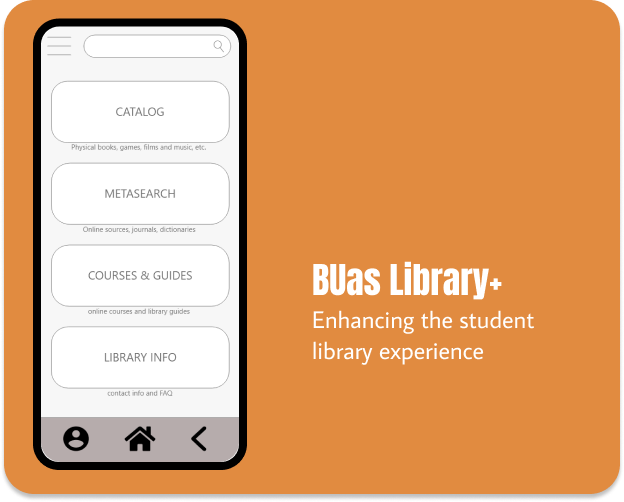 CATALOG
Physical books, games, films and music, etc.
METASEARCH
Online sources, journals, dictionaries
COURSES & GUIDES
online courses and library guides
LIBRARY INFO
contact info and FAQ
BUas Library+
Enhancing the student
library experience